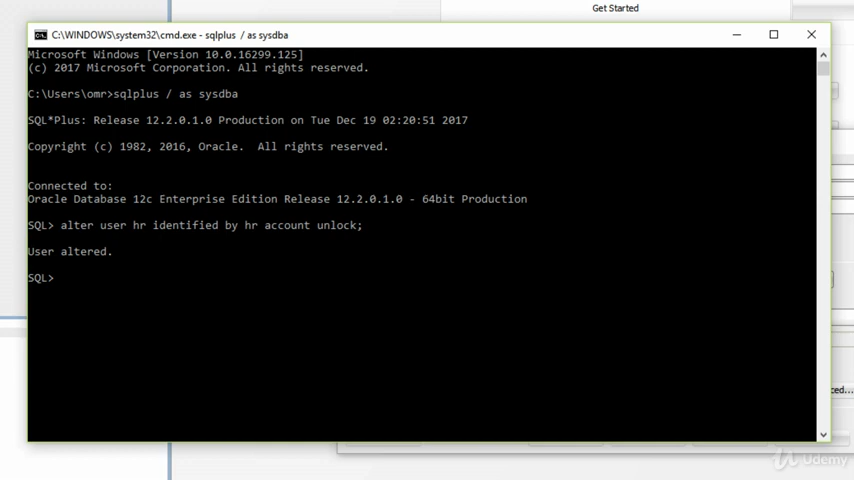 Get Started
C:\WINDOWS\system32\cmd.exe - sqlplus / as sysdba
Microsoft Windows [Version 10.0.16299.125]
(c) 2017 Microsoft Corporation. All rights reserved.
C:\Users\omr>sqlplus / as sysdba
SQL*Plus: Release 12.2.0.1.0 Production on Tue Dec 19 02:20:51 2017
Copyright (c) 1982, 2016, Oracle.  All rights reserved.
Connected to:
Oracle Database 12c Enterprise Edition Release 12.2.0.1.0 - 64bit Production
SQL> alter user hr identified by hr account unlock;
User altered.
SQL>
ced...
Udemy